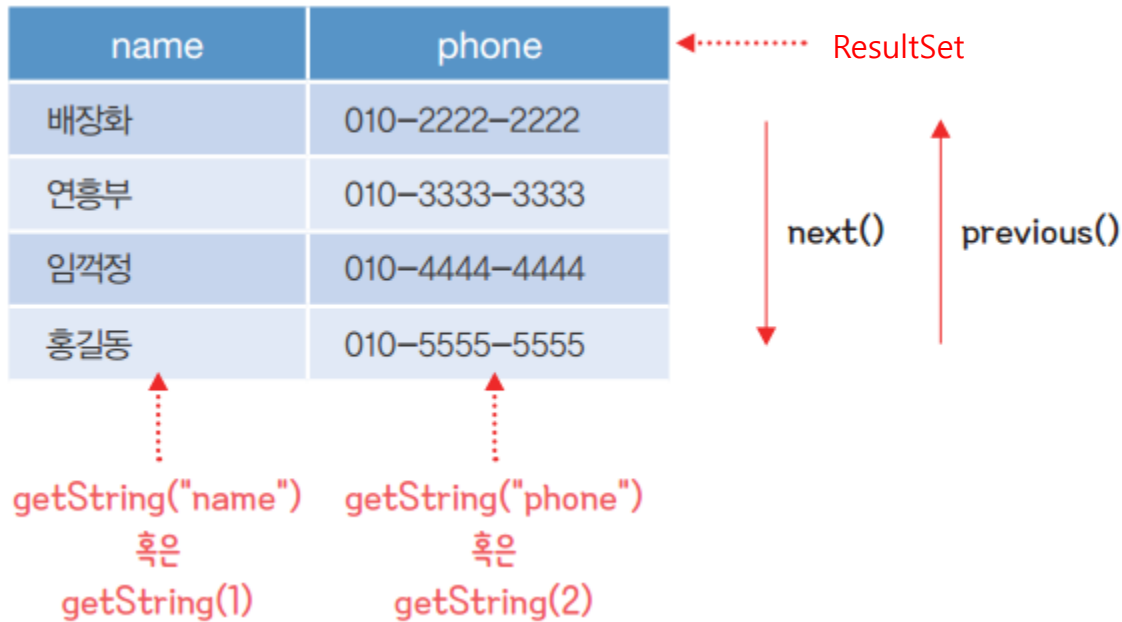 name phone ResultSet
배장화 010-2222-2222
연흥부 010-3333-3333
next() previous()
임꺽정 010-4444-4444
홍길동 010-5555-5555
getString("name") getString("phone")
혹은 혹은
getString(1) getString(2)